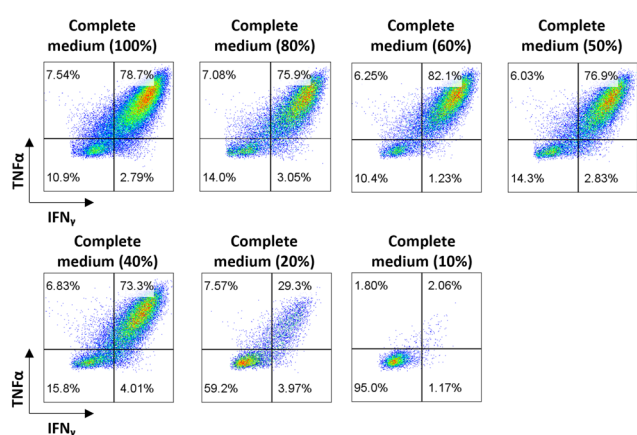 Complete
medium (100%)
Complete
medium (80%)
Complete
medium (60%)
Complete
medium (50%)
7.54% 78.7%
7.08% 75.9%
6.25% 82.1%
6.03% 76.9%
10.9% 2.79%
14.0% 3.05%
10.4% 1.23%
14.3% 2.83%
TNFα
IFNγ
Complete
medium (40%)
Complete
medium (20%)
Complete
medium (10%)
6.83% 73.3%
7.57% 29.3%
1.80% 2.06%
15.8% 4.01%
59.2% 3.97%
95.0% 1.17%
TNFα
IFNγ